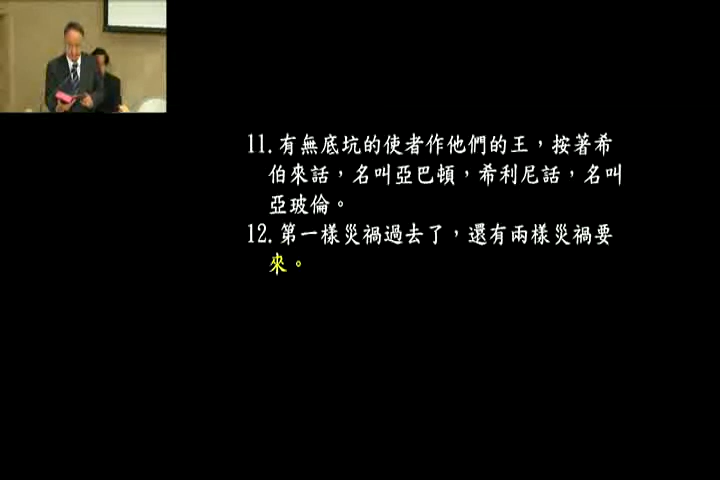 11.有無底坑的使者作他們的王，按著希
伯來話，名叫亞巴頓，希利尼話，名叫
亞玻倫。
12.第一樣災禍過去了，還有兩樣災禍要
來。